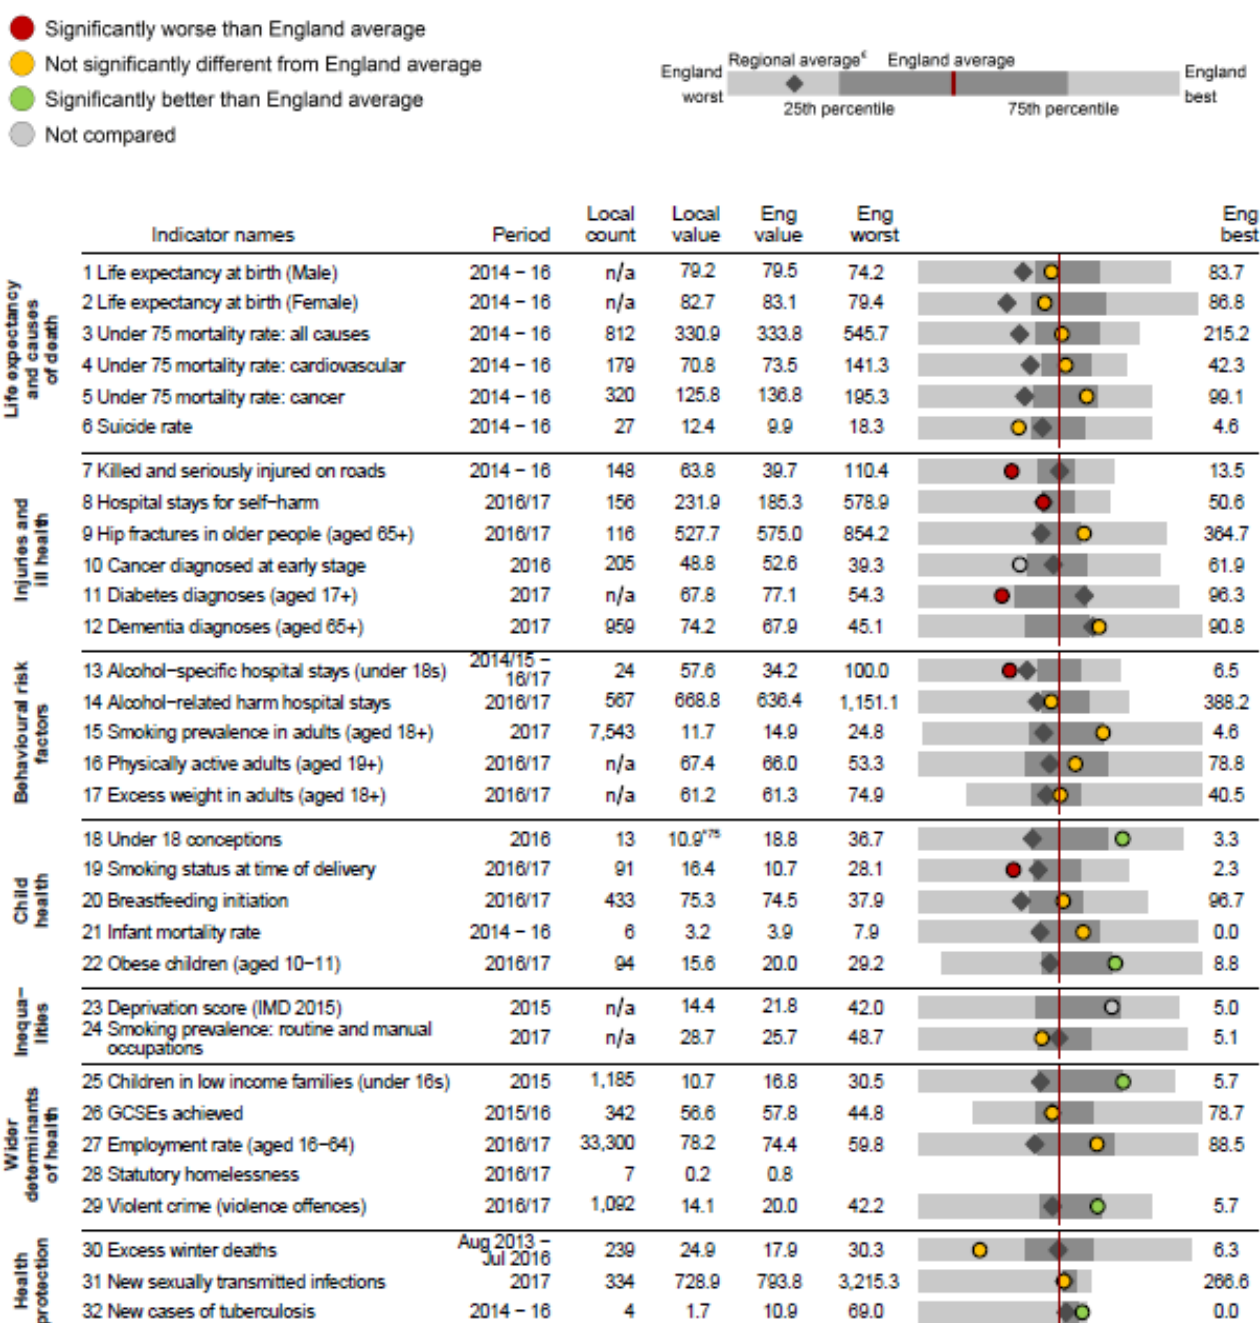 Significantly worse than England average
Not significantly different from England average
Significantly better than England average
Not compared
Regional average€ England average
England worst
England best
25th percentile 75th percentile
Indicator names Period Local count Local value Eng value Eng worst Eng best
Life expectancy and causes of death
1 Life expectancy at birth (Male) 2014 – 16 n/a 79.2 79.5 74.2 83.7
2 Life expectancy at birth (Female) 2014 – 16 n/a 82.7 83.1 79.4 86.8
3 Under 75 mortality rate: all causes 2014 – 16 812 330.9 333.8 545.7 215.2
4 Under 75 mortality rate: cardiovascular 2014 – 16 179 70.8 73.5 141.3 42.3
5 Under 75 mortality rate: cancer 2014 – 16 320 125.8 136.8 195.3 99.1
6 Suicide rate 2014 – 16 27 12.4 9.9 18.3 4.6
Injuries and ill health
7 Killed and seriously injured on roads 2014 – 16 148 63.8 39.7 110.4 13.5
8 Hospital stays for self−harm 2016/17 156 231.9 185.3 578.9 50.6
9 Hip fractures in older people (aged 65+) 2016/17 116 527.7 575.0 854.2 364.7
10 Cancer diagnosed at early stage 2016 205 48.8 52.6 39.3 61.9
11 Diabetes diagnoses (aged 17+) 2017 n/a 67.8 77.1 54.3 96.3
12 Dementia diagnoses (aged 65+) 2017 959 74.2 67.9 45.1 90.8
Behavioural risk factors
13 Alcohol−specific hospital stays (under 18s) 2014/15 – 16/17 24 57.6 34.2 100.0 6.5
14 Alcohol−related harm hospital stays 2016/17 567 668.8 636.4 1,151.1 388.2
15 Smoking prevalence in adults (aged 18+) 2017 7,543 11.7 14.9 24.8 4.6
16 Physically active adults (aged 19+) 2016/17 n/a 67.4 66.0 53.3 78.8
17 Excess weight in adults (aged 18+) 2016/17 n/a 61.2 61.3 74.9 40.5
Child health
18 Under 18 conceptions 2016 13 10.9*75 18.8 36.7 3.3
19 Smoking status at time of delivery 2016/17 91 16.4 10.7 28.1 2.3
20 Breastfeeding initiation 2016/17 433 75.3 74.5 37.9 96.7
21 Infant mortality rate 2014 – 16 6 3.2 3.9 7.9 0.0
22 Obese children (aged 10−11) 2016/17 94 15.6 20.0 29.2 8.8
Inequa− lities
23 Deprivation score (IMD 2015) 2015 n/a 14.4 21.8 42.0 5.0
24 Smoking prevalence: routine and manual occupations 2017 n/a 28.7 25.7 48.7 5.1
Wider determinants of health
25 Children in low income families (under 16s) 2015 1,185 10.7 16.8 30.5 5.7
26 GCSEs achieved 2015/16 342 56.6 57.8 44.8 78.7
27 Employment rate (aged 16−64) 2016/17 33,300 78.2 74.4 59.8 88.5
28 Statutory homelessness 2016/17 7 0.2 0.8
29 Violent crime (violence offences) 2016/17 1,092 14.1 20.0 42.2 5.7
Health protection
30 Excess winter deaths Aug 2013 – Jul 2016 239 24.9 17.9 30.3 6.3
31 New sexually transmitted infections 2017 334 728.9 793.8 3,215.3 266.6
32 New cases of tuberculosis 2014 – 16 4 1.7 10.9 69.0 0.0